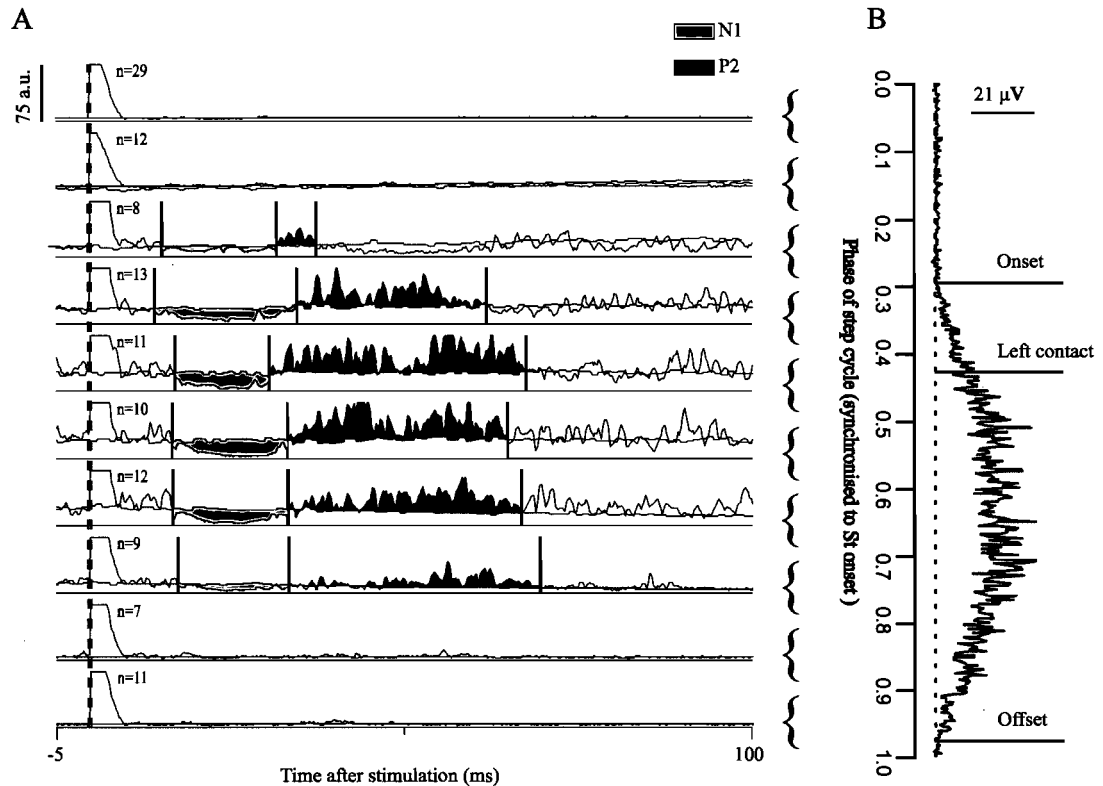 A
B
N1
P2
75 a.u.
n=29
n=12
n=8
n=13
n=11
n=10
n=12
n=9
n=7
n=11
-5
100
Time after stimulation (ms)
Phase of step cycle (synchronised to St onset )
0.0
0.1
0.2
0.3
0.4
0.5
0.6
0.7
0.8
0.9
1.0
21 µV
Onset
Left contact
Offset